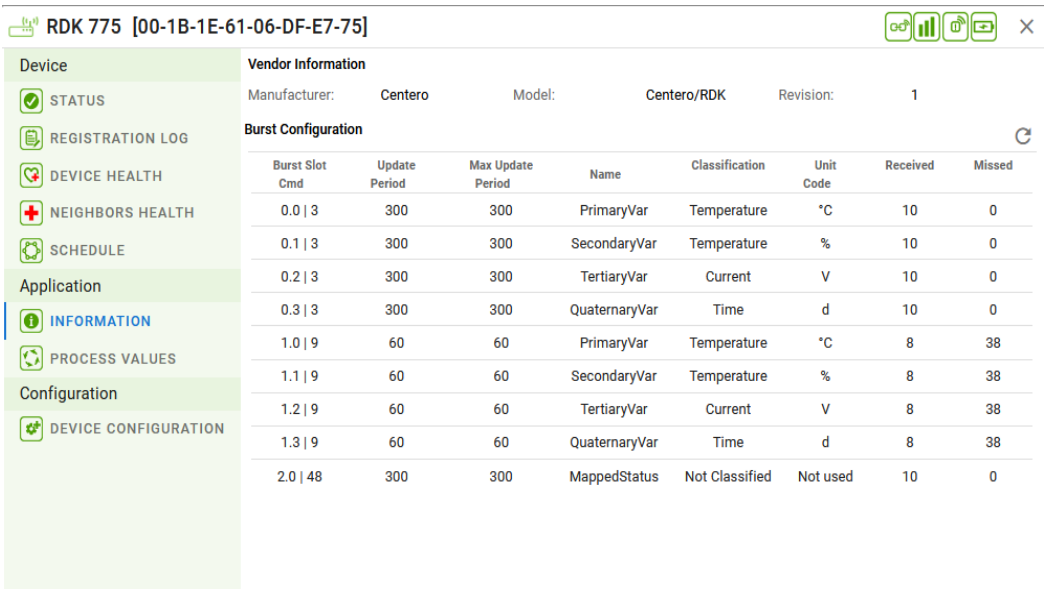 RDK 775 [00-1B-1E-61-06-DF-E7-75]
Device
STATUS
REGISTRATION LOG
DEVICE HEALTH
NEIGHBORS HEALTH
SCHEDULE
Application
INFORMATION
PROCESS VALUES
Configuration
DEVICE CONFIGURATION
Vendor Information
Manufacturer: Centero Model: Centero/RDK Revision: 1
Burst Configuration
Burst Slot Cmd Update Period Max Update Period Name Classification Unit Code Received Missed
0.0 | 3 300 300 PrimaryVar Temperature °C 10 0
0.1 | 3 300 300 SecondaryVar Temperature % 10 0
0.2 | 3 300 300 TertiaryVar Current V 10 0
0.3 | 3 300 300 QuaternaryVar Time d 10 0
1.0 | 9 60 60 PrimaryVar Temperature °C 8 38
1.1 | 9 60 60 SecondaryVar Temperature % 8 38
1.2 | 9 60 60 TertiaryVar Current V 8 38
1.3 | 9 60 60 QuaternaryVar Time d 8 38
2.0 | 48 300 300 MappedStatus Not Classified Not used 10 0